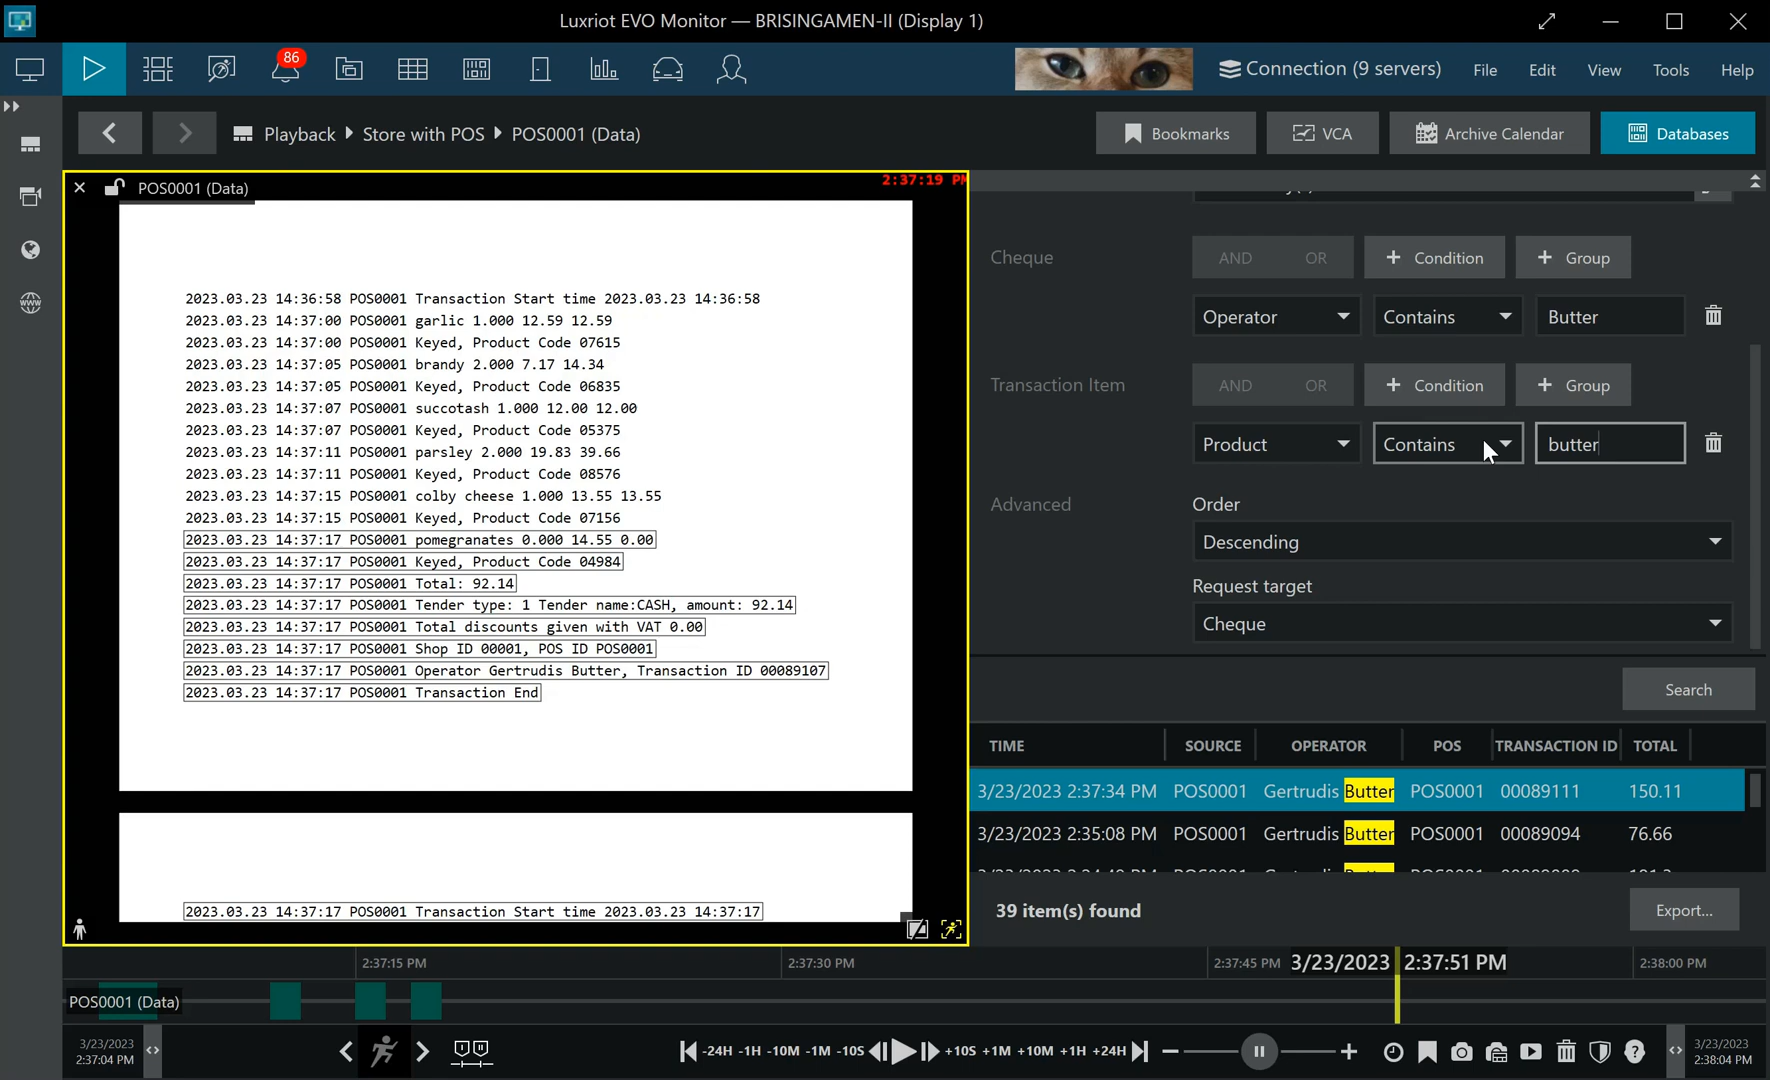 Luxriot EVO Monitor — BRISINGAMEN-II (Display 1)
86
Connection (9 servers)
File
Edit
View
Tools
Help
Playback
Store with POS
POS0001 (Data)
Bookmarks
VCA
Archive Calendar
Databases
POS0001 (Data)
2:37:19 PM
2023.03.23 14:36:58 POS0001 Transaction Start time 2023.03.23 14:36:58
2023.03.23 14:37:00 POS0001 garlic 1.000 12.59 12.59
2023.03.23 14:37:00 POS0001 Keyed, Product Code 07615
2023.03.23 14:37:05 POS0001 brandy 2.000 7.17 14.34
2023.03.23 14:37:05 POS0001 Keyed, Product Code 06835
2023.03.23 14:37:07 POS0001 succotash 1.000 12.00 12.00
2023.03.23 14:37:07 POS0001 Keyed, Product Code 05375
2023.03.23 14:37:11 POS0001 parsley 2.000 19.83 39.66
2023.03.23 14:37:11 POS0001 Keyed, Product Code 08576
2023.03.23 14:37:15 POS0001 colby cheese 1.000 13.55 13.55
2023.03.23 14:37:15 POS0001 Keyed, Product Code 07156
2023.03.23 14:37:17 POS0001 pomegranates 0.000 14.55 0.00
2023.03.23 14:37:17 POS0001 Keyed, Product Code 04984
2023.03.23 14:37:17 POS0001 Total: 92.14
2023.03.23 14:37:17 POS0001 Tender type: 1 Tender name:CASH, amount: 92.14
2023.03.23 14:37:17 POS0001 Total discounts given with VAT 0.00
2023.03.23 14:37:17 POS0001 Shop ID 00001, POS ID POS0001
2023.03.23 14:37:17 POS0001 Operator Gertrudis Butter, Transaction ID 00089107
2023.03.23 14:37:17 POS0001 Transaction End
2023.03.23 14:37:17 POS0001 Transaction Start time 2023.03.23 14:37:17
Cheque
AND OR
+ Condition
+ Group
Operator
Contains
Butter
Transaction Item
AND OR
+ Condition
+ Group
Product
Contains
butter
Advanced
Order
Descending
Request target
Cheque
Search
TIME SOURCE OPERATOR POS TRANSACTION ID TOTAL
3/23/2023 2:37:34 PM POS0001 Gertrudis Butter POS0001 00089111 150.11
3/23/2023 2:35:08 PM POS0001 Gertrudis Butter POS0001 00089094 76.66
39 item(s) found
Export...
2:37:15 PM
2:37:30 PM
2:37:45 PM
3/23/2023 2:37:51 PM
2:38:00 PM
POS0001 (Data)
3/23/2023
2:37:04 PM
-24H -1H -10M -1M -10S
+10S +1M +10M +1H +24H
3/23/2023
2:38:04 PM